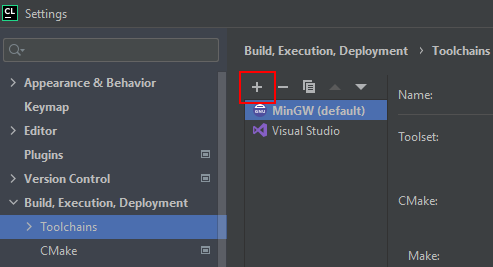 CL
Settings
Build, Execution, Deployment › Toolchains
Appearance & Behavior
Keymap
Editor
Plugins
Version Control
Build, Execution, Deployment
Toolchains
CMake
GNU MinGW (default)
Visual Studio
Name:
Toolset:
CMake:
Make: